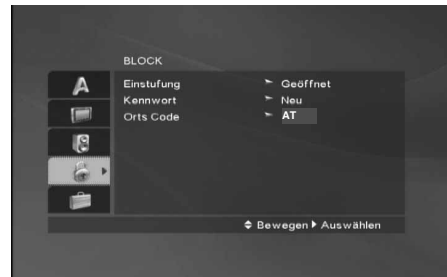 BLOCK
Einstufung Geöffnet
Kennwort Neu
Orts Code AT
Bewegen Auswählen